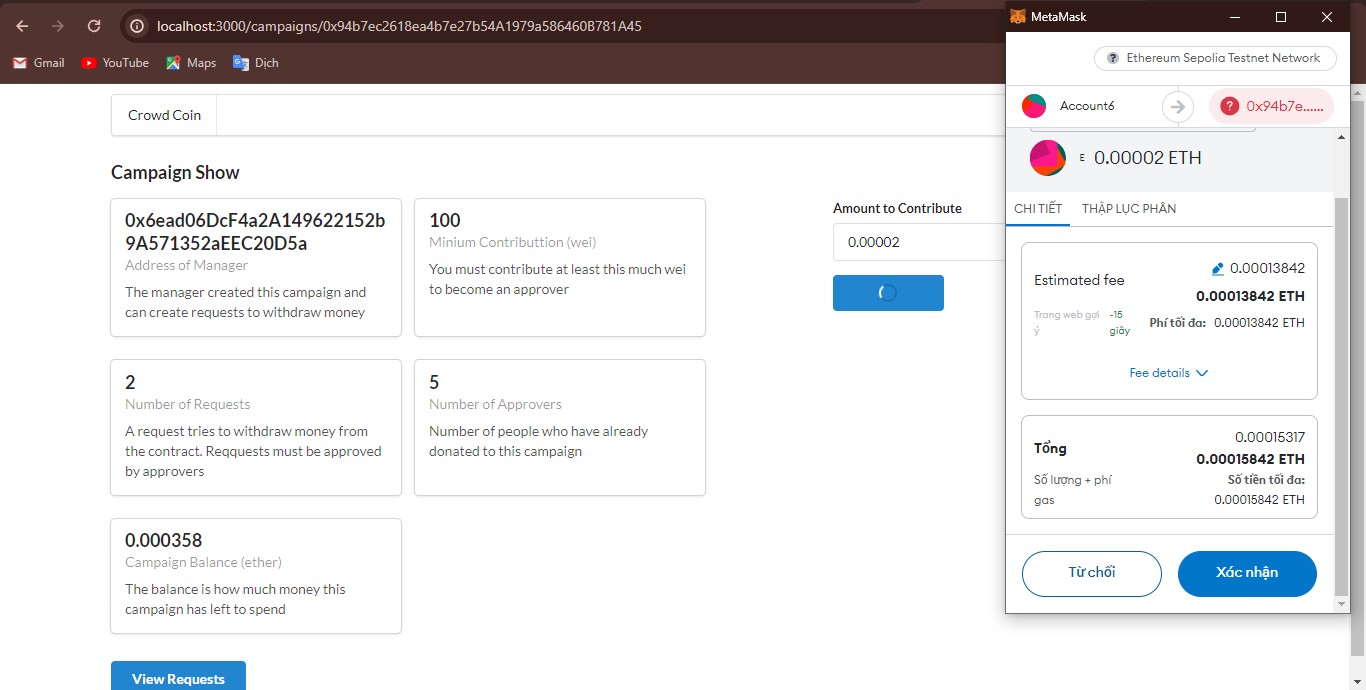 localhost:3000/campaigns/0x94b7ec2618ea4b7e27b54A1979a586460B781A45
Gmail YouTube Maps Dịch
Crowd Coin
Campaign Show
0x6ead06DcF4a2A149622152b
9A571352aEEC20D5a
Address of Manager
The manager created this campaign and
can create requests to withdraw money
100
Minium Contributtion (wei)
You must contribute at least this much wei
to become an approver
2
Number of Requests
A request tries to withdraw money from
the contract. Reqquests must be approved
by approvers
5
Number of Approvers
Number of people who have already
donated to this campaign
0.000358
Campaign Balance (ether)
The balance is how much money this
campaign has left to spend
View Requests
Amount to Contribute
0.00002
MetaMask
Ethereum Sepolia Testnet Network
Account6
0x94b7e......
E 0.00002 ETH
CHI TIẾT THẬP LỤC PHÂN
Estimated fee
0.00013842
0.00013842 ETH
Trang web gợi
ý
~15
giây
Phí tối đa: 0.00013842 ETH
Fee details
Tổng
0.00015317
0.00015842 ETH
Số lượng + phí
gas
Số tiền tối đa:
0.00015842 ETH
Từ chối
Xác nhận